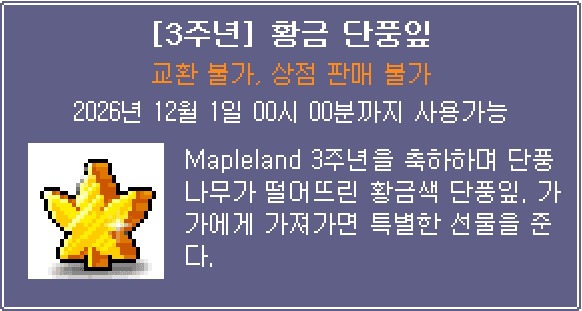 [3주년] 황금 단풍잎
교환 불가, 상점 판매 불가
2026년 12월 1일 00시 00분까지 사용가능
Mapleland 3주년을 축하하며 단풍
나무가 떨어뜨린 황금색 단풍잎. 가
가에게 가져가면 특별한 선물을 준
다.